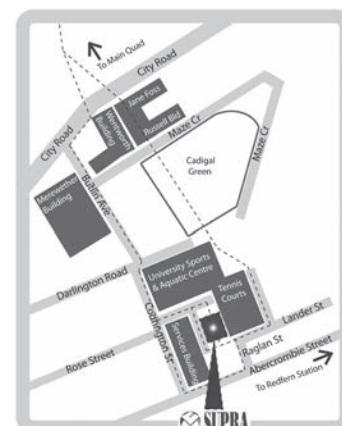 To Main Quad
City Road
City Road
Jane Foss
Wentworth
Building
Russell Bld
Maze Cr
Maze Cr
Cadigal
Green
Merewether
Building
Butlin Ave
University Sports
& Aquatic Centre
Tennis
Courts
Darlington Road
Codrington St
Services Building
Lander St
Raglan St
Rose Street
Abercrombie Street
To Redfern Station
SUPRA